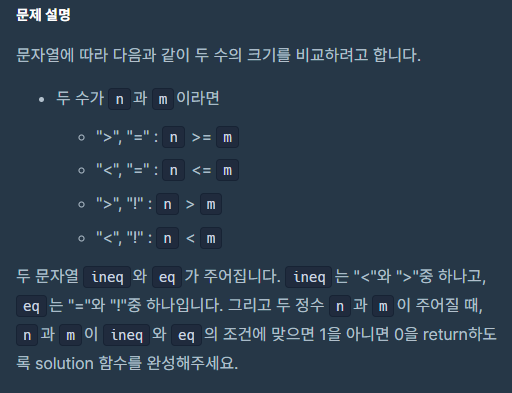 문제 설명
문자열에 따라 다음과 같이 두 수의 크기를 비교하려고 합니다.
• 두 수가 n 과 m 이라면
◦ ">", "=" : n >= m
◦ "<", "=" : n <= m
◦ ">", "!" : n > m
◦ "<", "!" : n < m
두 문자열 ineq 와 eq 가 주어집니다. ineq 는 "<"와 ">"중 하나고,
eq 는 "="와 "!"중 하나입니다. 그리고 두 정수 n 과 m 이 주어질 때,
n 과 m 이 ineq 와 eq 의 조건에 맞으면 1을 아니면 0을 return하도
록 solution 함수를 완성해주세요.